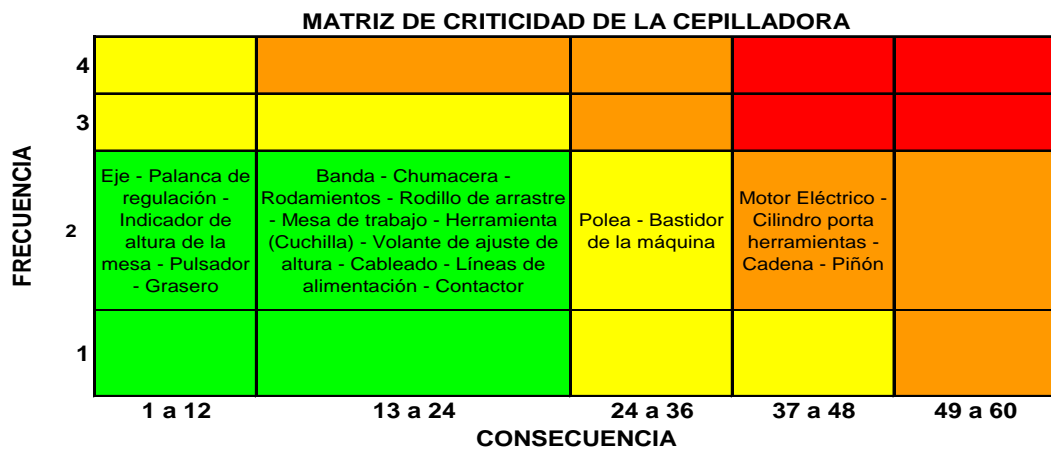 MATRIZ DE CRITICIDAD DE LA CEPILLADORA
FRECUENCIA
4
3
2
Eje - Palanca de
regulación -
Indicador de
altura de la
mesa - Pulsador
- Grasero
Banda - Chumacera -
Rodamientos - Rodillo de arrastre
- Mesa de trabajo - Herramienta
(Cuchilla) - Volante de ajuste de
altura - Cableado - Líneas de
alimentación - Contactor
Polea - Bastidor
de la máquina
Motor Eléctrico -
Cilindro porta
herramientas -
Cadena - Piñón
1
1 a 12
13 a 24
24 a 36
37 a 48
49 a 60
CONSECUENCIA